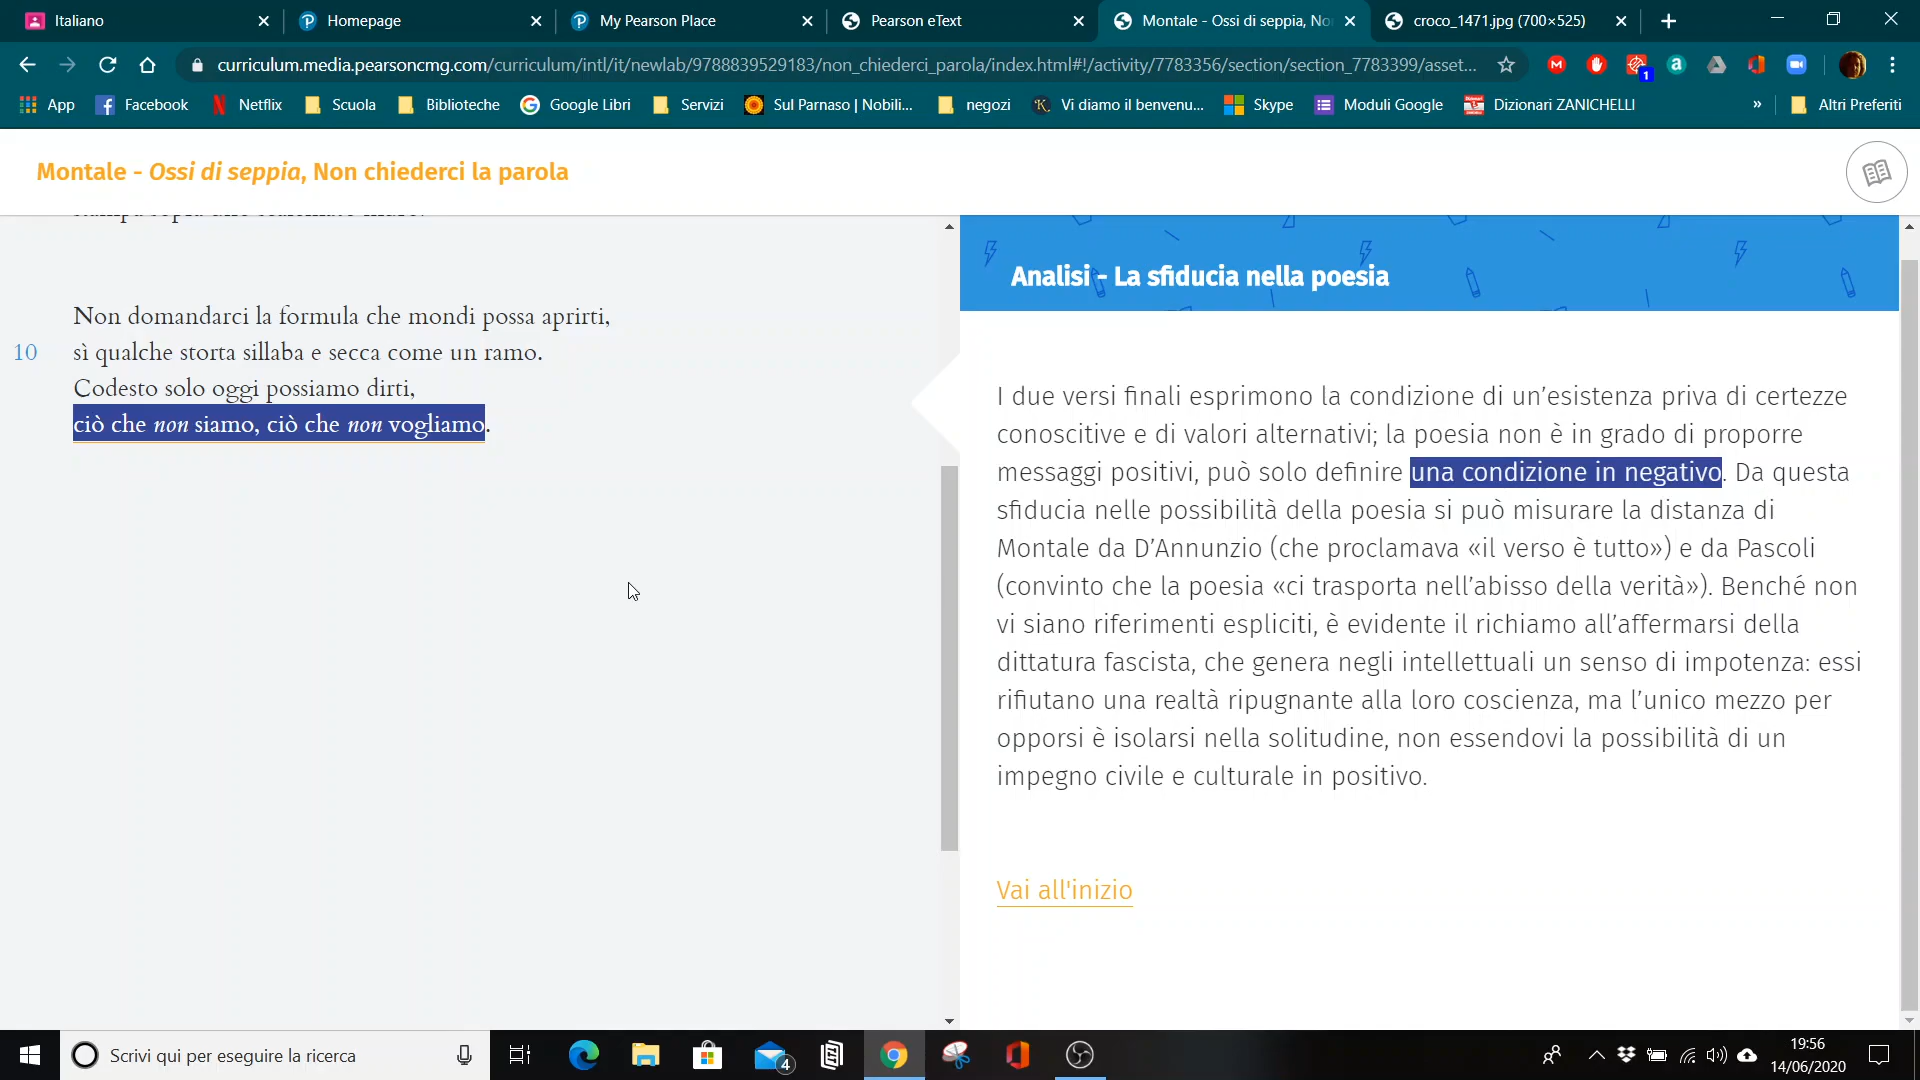 Italiano
Homepage
My Pearson Place
Pearson eText
Montale - Ossi di seppia, No
croco_1471.jpg (700×525)
curriculum.media.pearsoncmg.com/curriculum/intl/it/newlab/9788839529183/non_chiederci_parola/index.html#!/activity/7783356/section/section_7783399/asset...
1
App
Facebook
Netflix
Scuola
Biblioteche
Google Libri
Servizi
Sul Parnaso | Nobili...
negozi
Vi diamo il benvenu...
Skype
Moduli Google
Dizionari ZANICHELLI
»
Altri Preferiti
Montale - Ossi di seppia, Non chiederci la parola
Non domandarci la formula che mondi possa aprirti,
10 sì qualche storta sillaba e secca come un ramo.
Codesto solo oggi possiamo dirti,
ciò che non siamo, ciò che non vogliamo.
Analisi - La sfiducia nella poesia
I due versi finali esprimono la condizione di un’esistenza priva di certezze
conoscitive e di valori alternativi; la poesia non è in grado di proporre
messaggi positivi, può solo definire una condizione in negativo. Da questa
sfiducia nelle possibilità della poesia si può misurare la distanza di
Montale da D’Annunzio (che proclamava «il verso è tutto») e da Pascoli
(convinto che la poesia «ci trasporta nell’abisso della verità»). Benché non
vi siano riferimenti espliciti, è evidente il richiamo all’affermarsi della
dittatura fascista, che genera negli intellettuali un senso di impotenza: essi
rifiutano una realtà ripugnante alla loro coscienza, ma l’unico mezzo per
opporsi è isolarsi nella solitudine, non essendovi la possibilità di un
impegno civile e culturale in positivo.
Vai all'inizio
Scrivi qui per eseguire la ricerca
4
19:56
14/06/2020